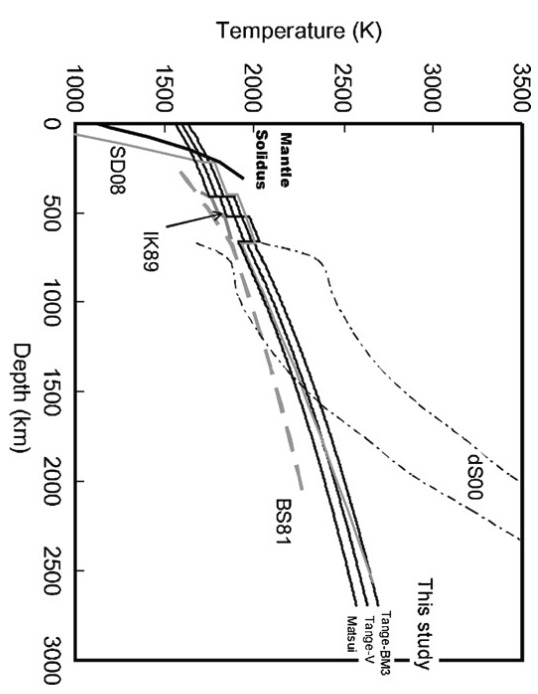 Temperature (K)
3500
3000
2500
2000
1500
1000
0
500
1000
1500
2000
2500
3000
Depth (km)
Mantle
Solidus
SD08
IK89
BS81
dS00
This study
Tange-BM3
Tange-V
Matsui